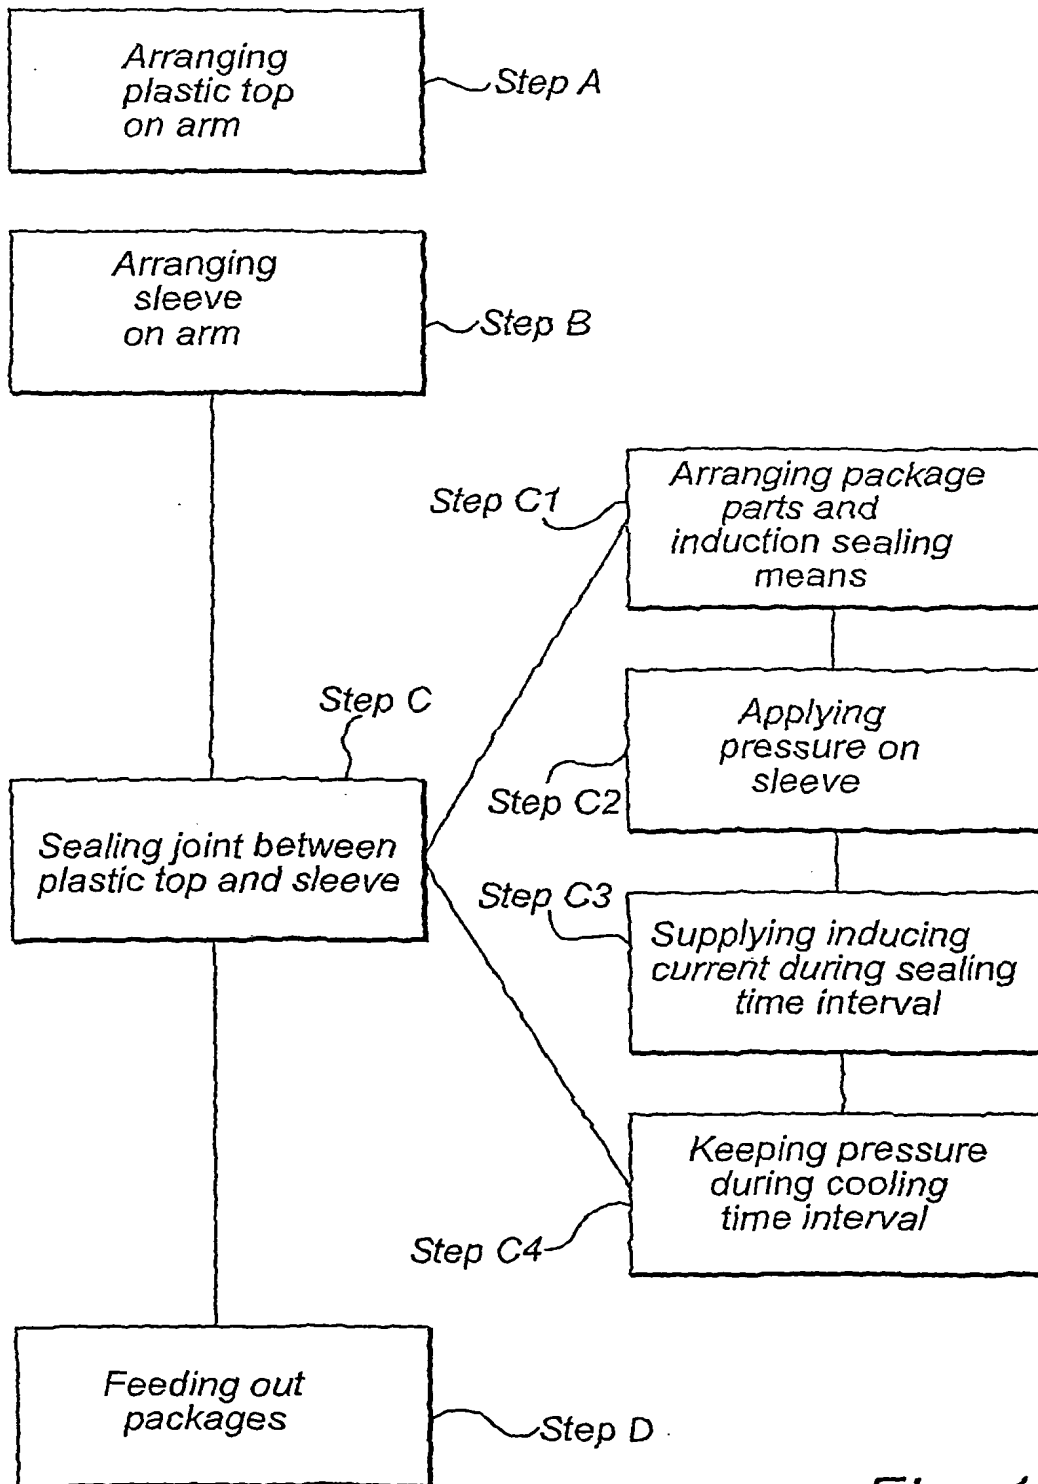 Arranging
plastic top
on arm
Step A
Arranging
sleeve
on arm
Step B
Step C1
Arranging package
parts and
induction sealing
means
Step C
Applying
pressure on
sleeve
Step C2
Sealing joint between
plastic top and sleeve
Step C3
Supplying inducing
current during sealing
time interval
Keeping pressure
during cooling
time interval
Step C4
Feeding out
packages
Step D